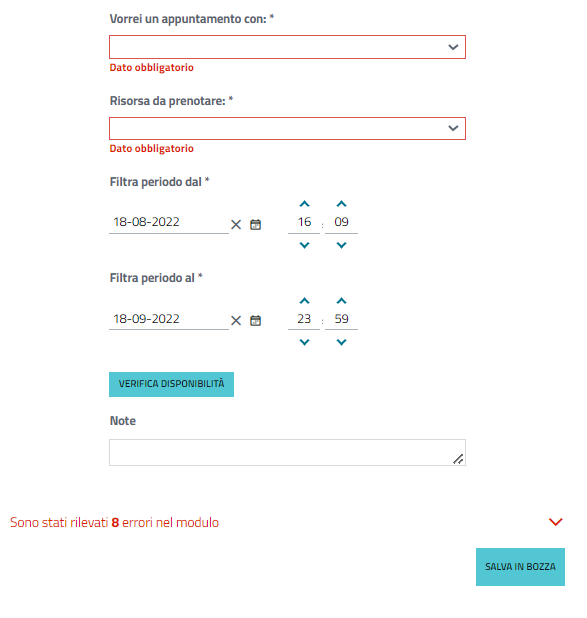 Vorrei un appuntamento con: *
Dato obbligatorio
Risorsa da prenotare: *
Dato obbligatorio
Filtra periodo dal *
18-08-2022 16 : 09
Filtra periodo al *
18-09-2022 23 : 59
VERIFICA DISPONIBILITÀ
Note
Sono stati rilevati 8 errori nel modulo
SALVA IN BOZZA